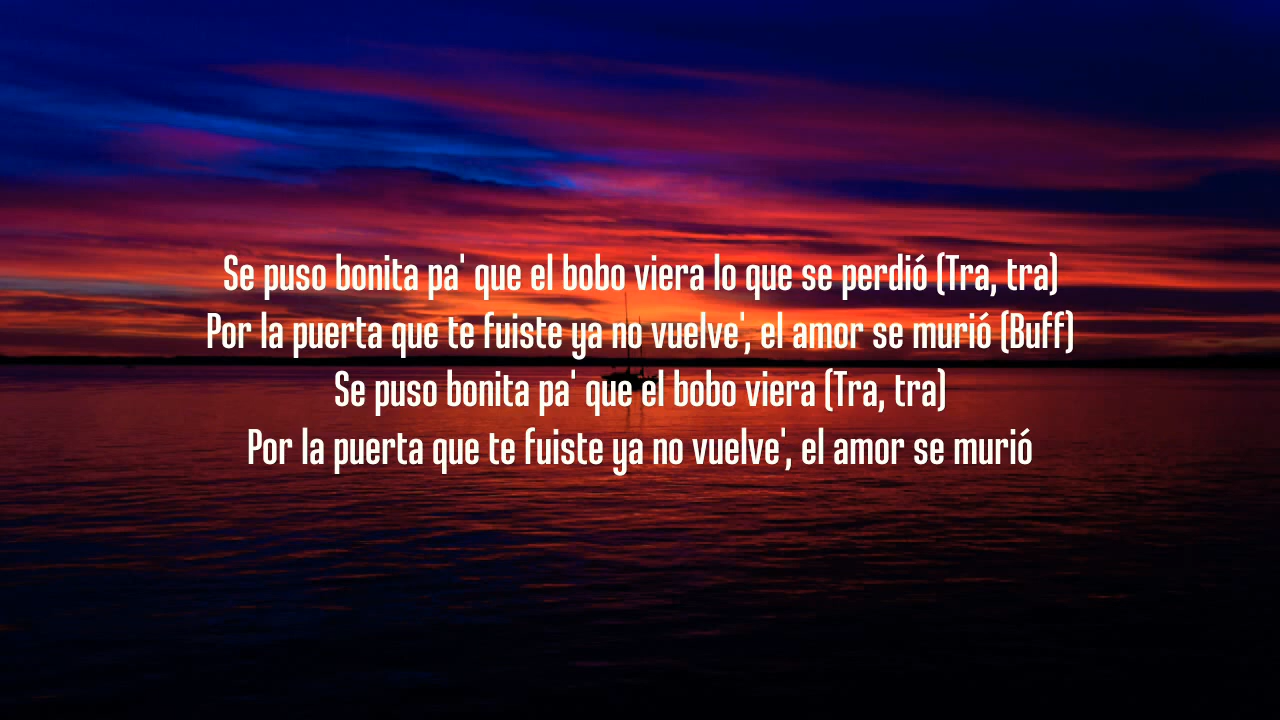 Se puso bonita pa' que el bobo viera lo que se perdió (Tra, tra)
Por la puerta que te fuiste ya no vuelve', el amor se murió (Buff)
Se puso bonita pa' que el bobo viera (Tra, tra)
Por la puerta que te fuiste ya no vuelve', el amor se murió